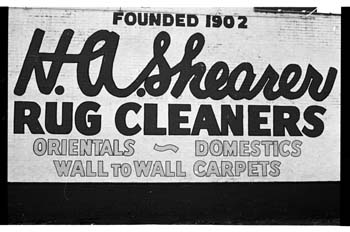 FOUNDED 1902
H.A. Shearer
RUG CLEANERS
ORIENTALS ~ DOMESTICS
WALL TO WALL CARPETS